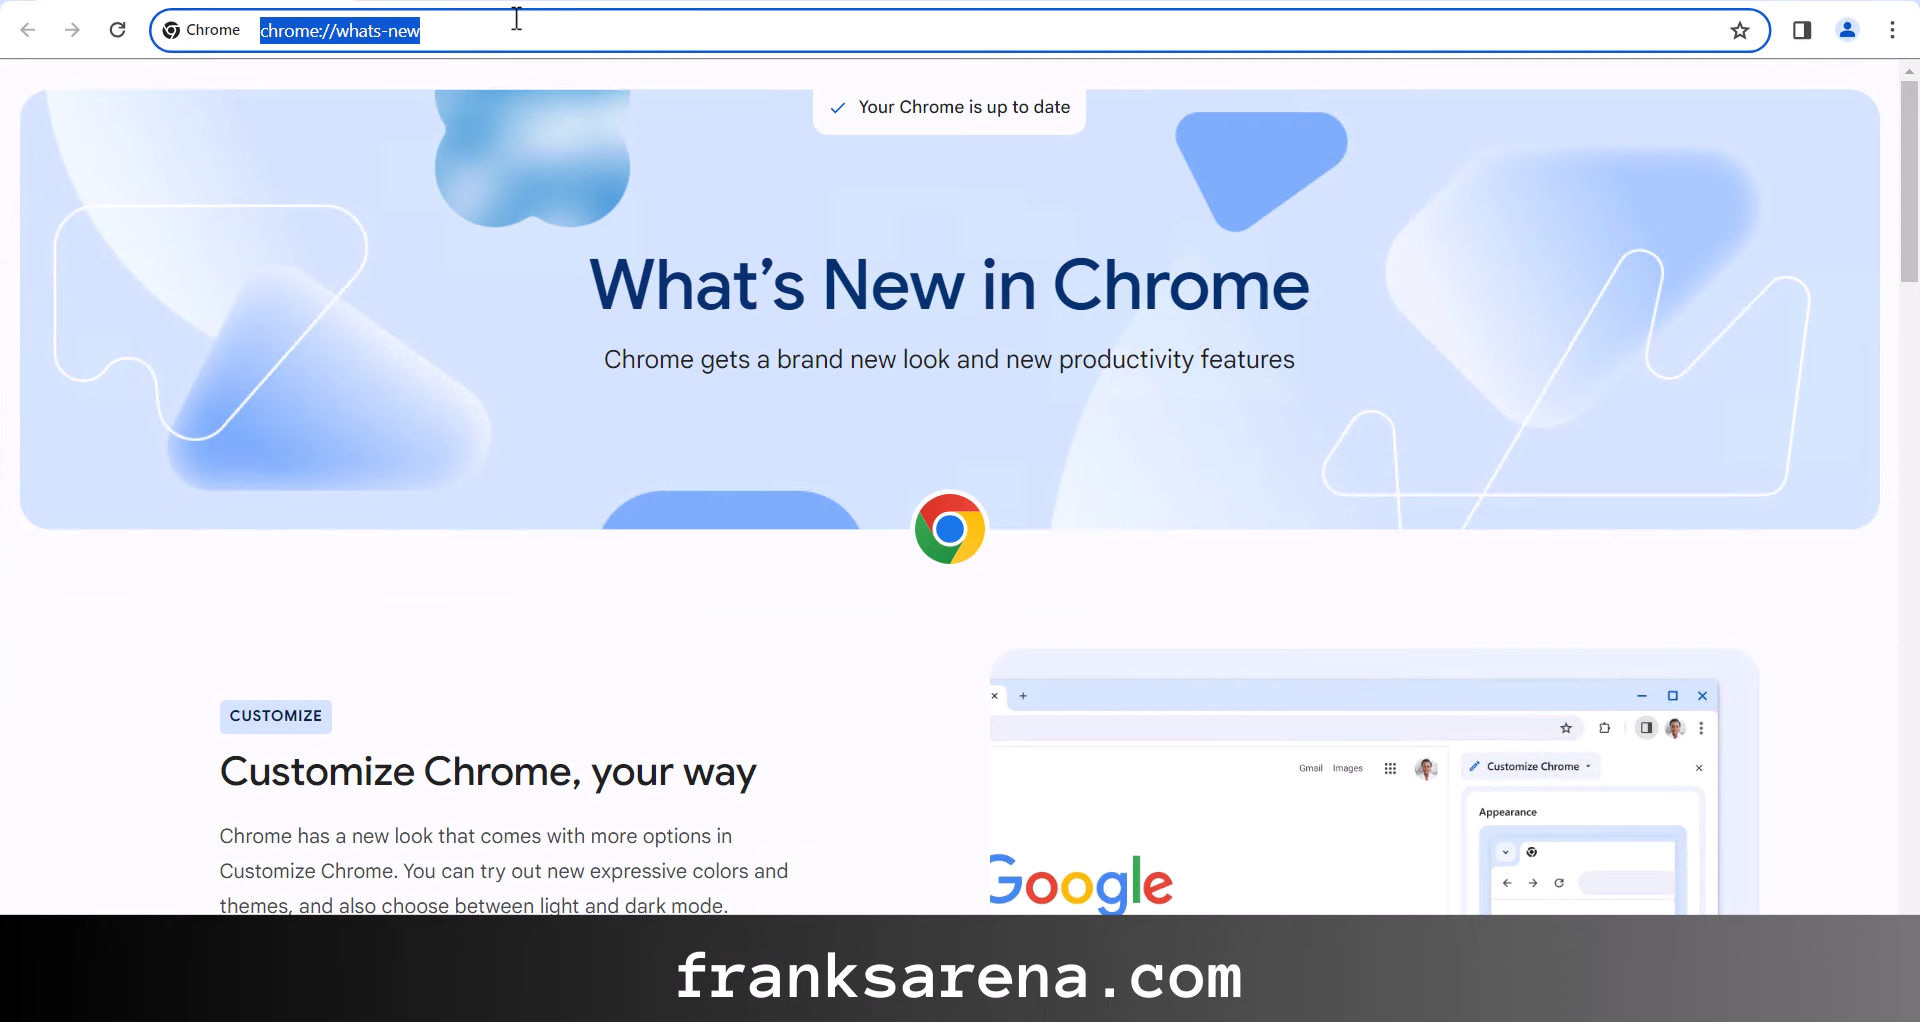 Chrome chrome://whats-new
Your Chrome is up to date
What's New in Chrome
Chrome gets a brand new look and new productivity features
CUSTOMIZE
Customize Chrome, your way
Chrome has a new look that comes with more options in
Customize Chrome. You can try out new expressive colors and
themes, and also choose between light and dark mode.
Gmail Images
Customize Chrome
Appearance
Google
franksarena.com